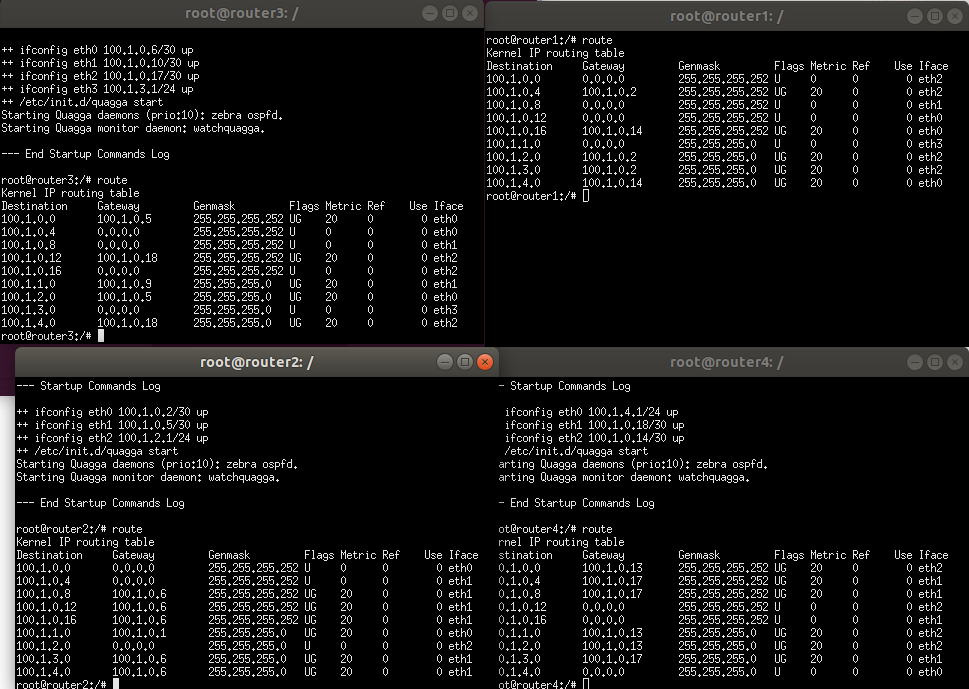 root@router3: /
++ ifconfig eth0 100.1.0.6/30 up
++ ifconfig eth1 100.1.0.10/30 up
++ ifconfig eth2 100.1.0.17/30 up
++ ifconfig eth3 100.1.3.1/24 up
++ /etc/init.d/quagga start
Starting Quagga daemons (prio:10): zebra ospfd.
Starting Quagga monitor daemon: watchquagga.
--- End Startup Commands Log
root@router3:/# route
Kernel IP routing table
Destination Gateway Genmask Flags Metric Ref Use Iface
100.1.0.0 100.1.0.5 255.255.255.252 UG 20 0 0 eth0
100.1.0.4 0.0.0.0 255.255.255.252 U 0 0 0 eth0
100.1.0.8 0.0.0.0 255.255.255.252 U 0 0 0 eth1
100.1.0.12 100.1.0.18 255.255.255.252 UG 20 0 0 eth2
100.1.0.16 0.0.0.0 255.255.255.252 U 0 0 0 eth2
100.1.1.0 100.1.0.9 255.255.255.0 UG 20 0 0 eth1
100.1.2.0 100.1.0.5 255.255.255.0 UG 20 0 0 eth0
100.1.3.0 0.0.0.0 255.255.255.0 U 0 0 0 eth3
100.1.4.0 100.1.0.18 255.255.255.0 UG 20 0 0 eth2
root@router3:/#
root@router1: /
root@router1:/# route
Kernel IP routing table
Destination Gateway Genmask Flags Metric Ref Use Iface
100.1.0.0 0.0.0.0 255.255.255.252 U 0 0 0 eth2
100.1.0.4 100.1.0.2 255.255.255.252 UG 20 0 0 eth2
100.1.0.8 0.0.0.0 255.255.255.252 U 0 0 0 eth1
100.1.0.12 0.0.0.0 255.255.255.252 U 0 0 0 eth0
100.1.0.16 100.1.0.14 255.255.255.252 UG 20 0 0 eth0
100.1.1.0 0.0.0.0 255.255.255.0 U 0 0 0 eth3
100.1.2.0 100.1.0.2 255.255.255.0 UG 20 0 0 eth2
100.1.3.0 100.1.0.2 255.255.255.0 UG 20 0 0 eth2
100.1.4.0 100.1.0.14 255.255.255.0 UG 20 0 0 eth0
root@router1:/#
root@router2: /
--- Startup Commands Log
++ ifconfig eth0 100.1.0.2/30 up
++ ifconfig eth1 100.1.0.5/30 up
++ ifconfig eth2 100.1.2.1/24 up
++ /etc/init.d/quagga start
Starting Quagga daemons (prio:10): zebra ospfd.
Starting Quagga monitor daemon: watchquagga.
--- End Startup Commands Log
root@router2:/# route
Kernel IP routing table
Destination Gateway Genmask Flags Metric Ref Use Iface
100.1.0.0 0.0.0.0 255.255.255.252 U 0 0 0 eth0
100.1.0.4 0.0.0.0 255.255.255.252 U 0 0 0 eth1
100.1.0.8 100.1.0.6 255.255.255.252 UG 20 0 0 eth1
100.1.0.12 100.1.0.6 255.255.255.252 UG 20 0 0 eth1
100.1.0.16 100.1.0.6 255.255.255.252 UG 20 0 0 eth1
100.1.1.0 100.1.0.1 255.255.255.0 UG 20 0 0 eth0
100.1.2.0 0.0.0.0 255.255.255.0 U 0 0 0 eth2
100.1.3.0 100.1.0.6 255.255.255.0 UG 20 0 0 eth1
100.1.4.0 100.1.0.6 255.255.255.0 UG 20 0 0 eth1
root@router2:/#
root@router4: /
- Startup Commands Log
ifconfig eth0 100.1.4.1/24 up
ifconfig eth1 100.1.0.18/30 up
ifconfig eth2 100.1.0.14/30 up
/etc/init.d/quagga start
arting Quagga daemons (prio:10): zebra ospfd.
arting Quagga monitor daemon: watchquagga.
- End Startup Commands Log
ot@router4:/# route
rnel IP routing table
stination Gateway Genmask Flags Metric Ref Use Iface
0.1.0.0 100.1.0.13 255.255.255.252 UG 20 0 0 eth2
0.1.0.4 100.1.0.17 255.255.255.252 UG 20 0 0 eth1
0.1.0.8 100.1.0.17 255.255.255.252 UG 20 0 0 eth1
0.1.0.12 0.0.0.0 255.255.255.252 U 0 0 0 eth2
0.1.0.16 0.0.0.0 255.255.255.252 U 0 0 0 eth1
0.1.1.0 100.1.0.13 255.255.255.0 UG 20 0 0 eth2
0.1.2.0 100.1.0.13 255.255.255.0 UG 20 0 0 eth2
0.1.3.0 100.1.0.17 255.255.255.0 UG 20 0 0 eth1
0.1.4.0 0.0.0.0 255.255.255.0 U 0 0 0 eth0
ot@router4:/#